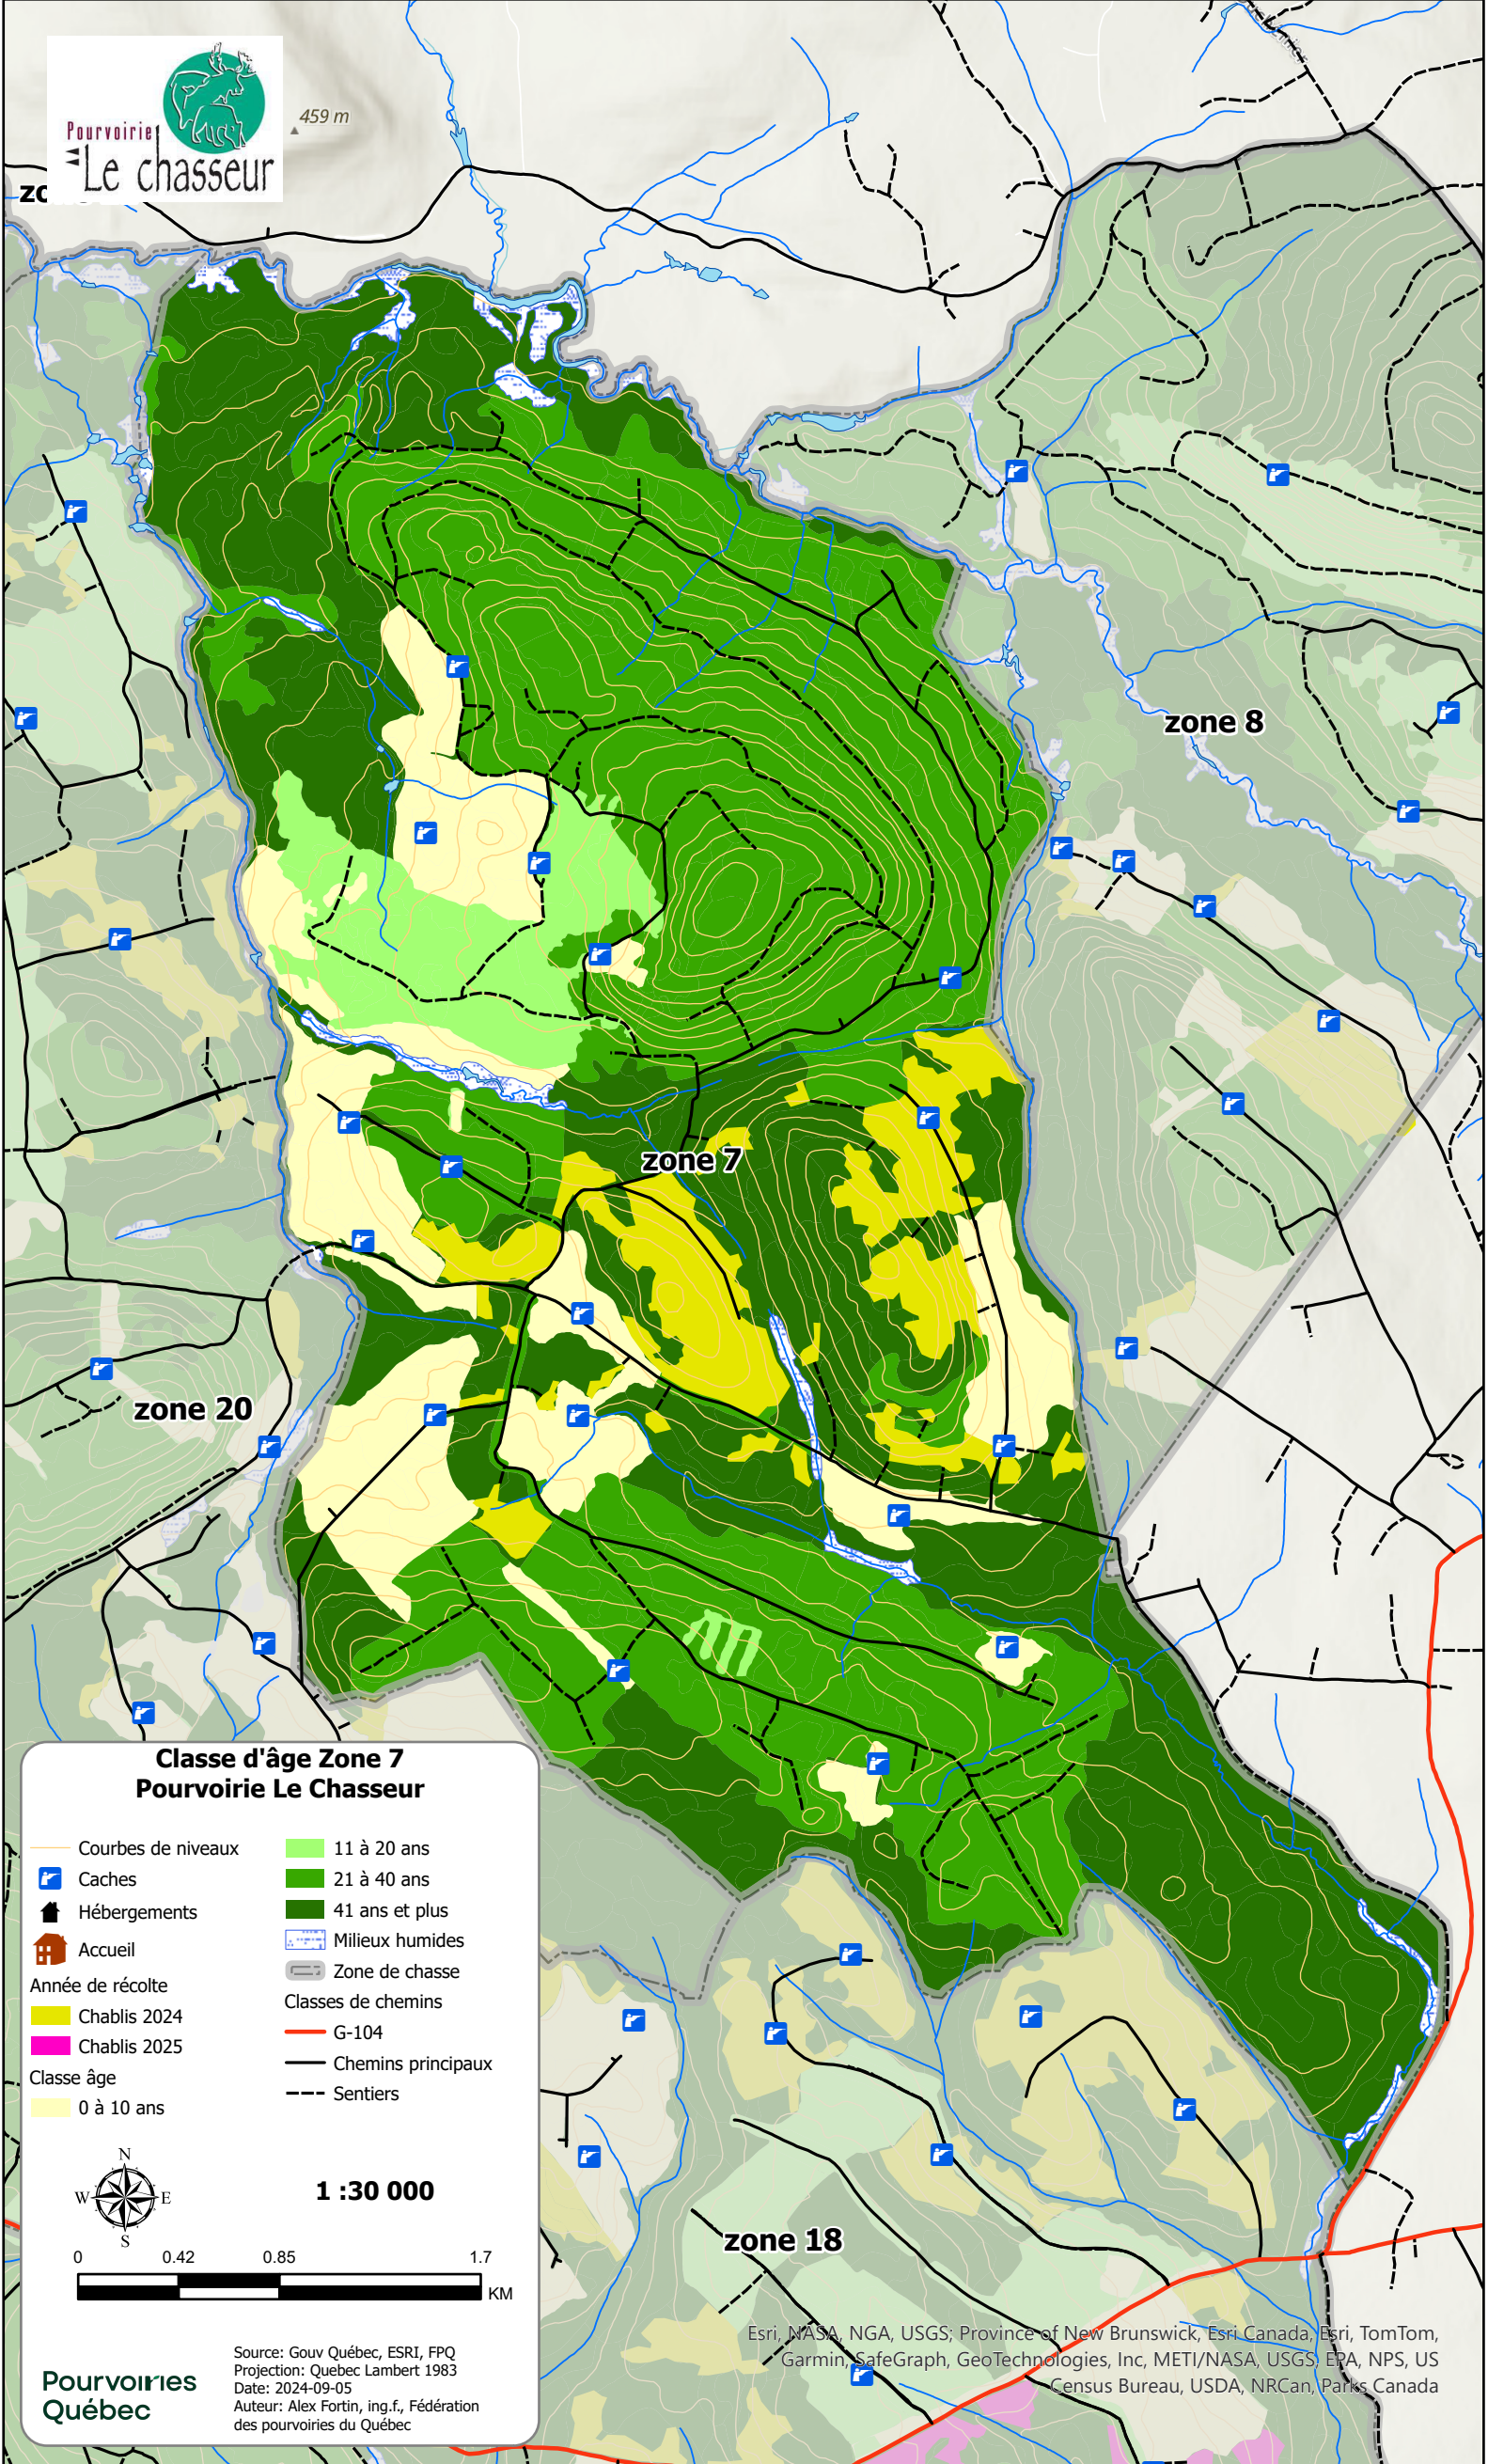 Pourvoirie
Le chasseur
459 m
zone 8
zone 7
zone 20
zone 18
Classe d'âge Zone 7
Pourvoirie Le Chasseur
Courbes de niveaux
Caches
Hébergements
Accueil
Année de récolte
Chablis 2024
Chablis 2025
Classe âge
0 à 10 ans
11 à 20 ans
21 à 40 ans
41 ans et plus
Milieux humides
Zone de chasse
Classes de chemins
G-104
Chemins principaux
Sentiers
N
W E
S
1 :30 000
0 0.42 0.85 1.7
KM
Pourvoiries
Québec
Source: Gouv Québec, ESRI, FPQ
Projection: Quebec Lambert 1983
Date: 2024-09-05
Auteur: Alex Fortin, ing.f., Fédération
des pourvoiries du Québec
Esri, NASA, NGA, USGS; Province of New Brunswick, Esri Canada, Esri, TomTom,
Garmin, SafeGraph, GeoTechnologies, Inc, METI/NASA, USGS, EPA, NPS, US
Census Bureau, USDA, NRCan, Parks Canada